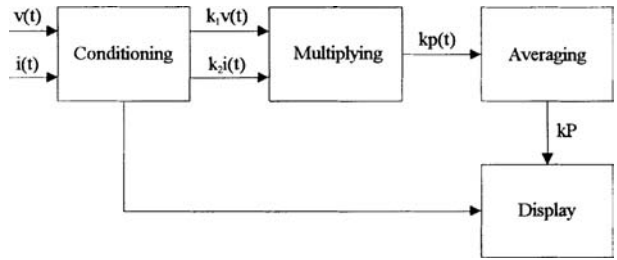 v(t)
k₁v(t)
i(t)
k₂i(t)
Conditioning
Multiplying
kp(t)
Averaging
kP
Display